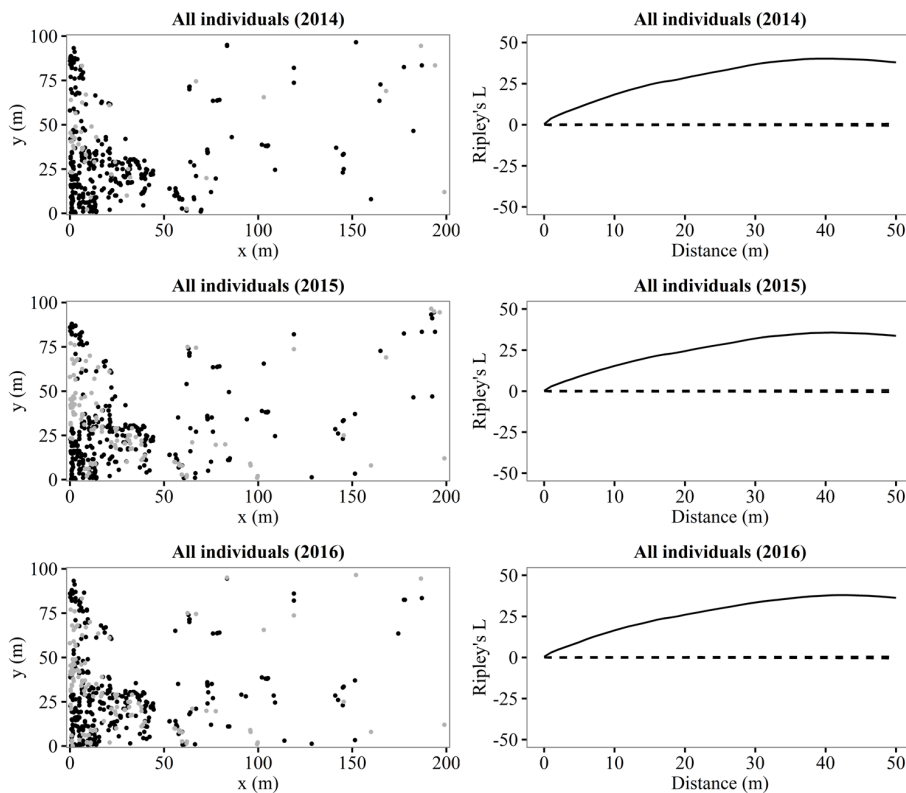 All individuals (2014)
100
75
50
25
0
y (m)
0 50 100 150 200
x (m)
All individuals (2014)
50
25
0
-25
-50
Ripley's L
0 10 20 30 40 50
Distance (m)
All individuals (2015)
100
75
50
25
0
y (m)
0 50 100 150 200
x (m)
All individuals (2015)
50
25
0
-25
-50
Ripley's L
0 10 20 30 40 50
Distance (m)
All individuals (2016)
100
75
50
25
0
y (m)
0 50 100 150 200
x (m)
All individuals (2016)
50
25
0
-25
-50
Ripley's L
0 10 20 30 40 50
Distance (m)